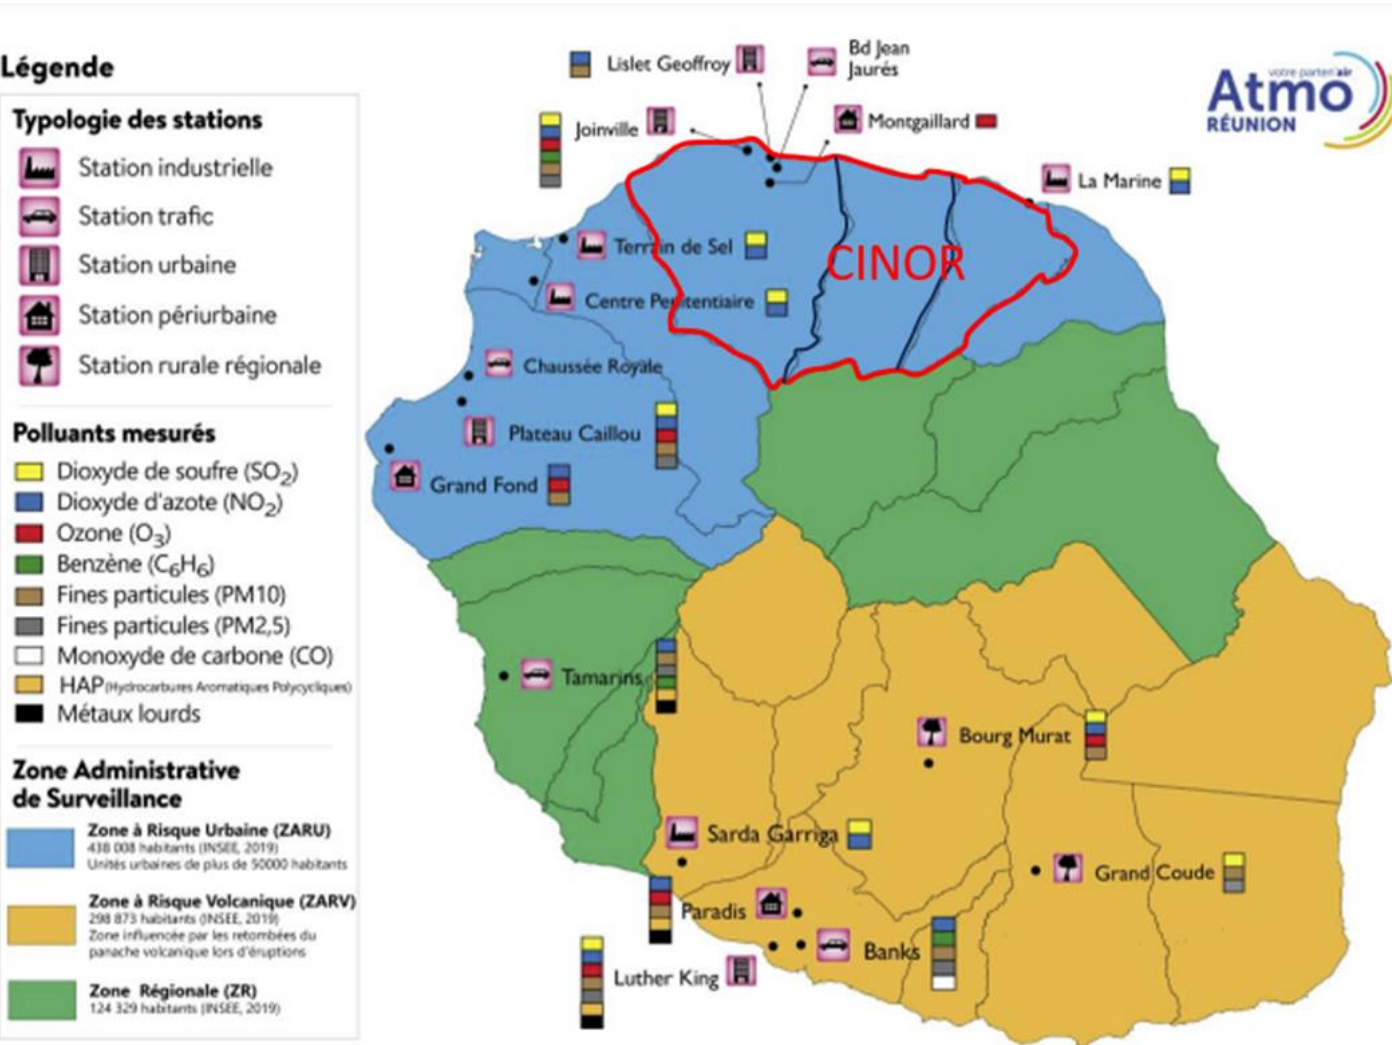 Légende
Typologie des stations
Station industrielle
Station trafic
Station urbaine
Station périurbaine
Station rurale régionale
Polluants mesurés
Dioxyde de soufre (SO₂)
Dioxyde d'azote (NO₂)
Ozone (O₃)
Benzène (C₆H₆)
Fines particules (PM10)
Fines particules (PM2,5)
Monoxyde de carbone (CO)
HAP (Hydrocarbures Aromatiques Polycycliques)
Métaux lourds
Zone Administrative
de Surveillance
Zone à Risque Urbaine (ZARU)
438 008 habitants (INSEE, 2019)
Unités urbaines de plus de 50000 habitants
Zone à Risque Volcanique (ZARV)
298 873 habitants (INSEE, 2019)
Zone influencée par les retombées du
panache volcanique lors d'éruptions
Zone Régionale (ZR)
124 329 habitants (INSEE, 2019)
Lislet Geoffroy
Bd Jean
Jaurés
Joinville
Montgaillard
La Marine
Terrain de Sel
CINOR
Centre Penitentiaire
Chaussée Royale
Plateau Caillou
Grand Fond
Tamarins
Bourg Murat
Sarda Garriga
Grand Coude
Paradis
Banks
Luther King
votre parten'air
Atmo
RÉUNION